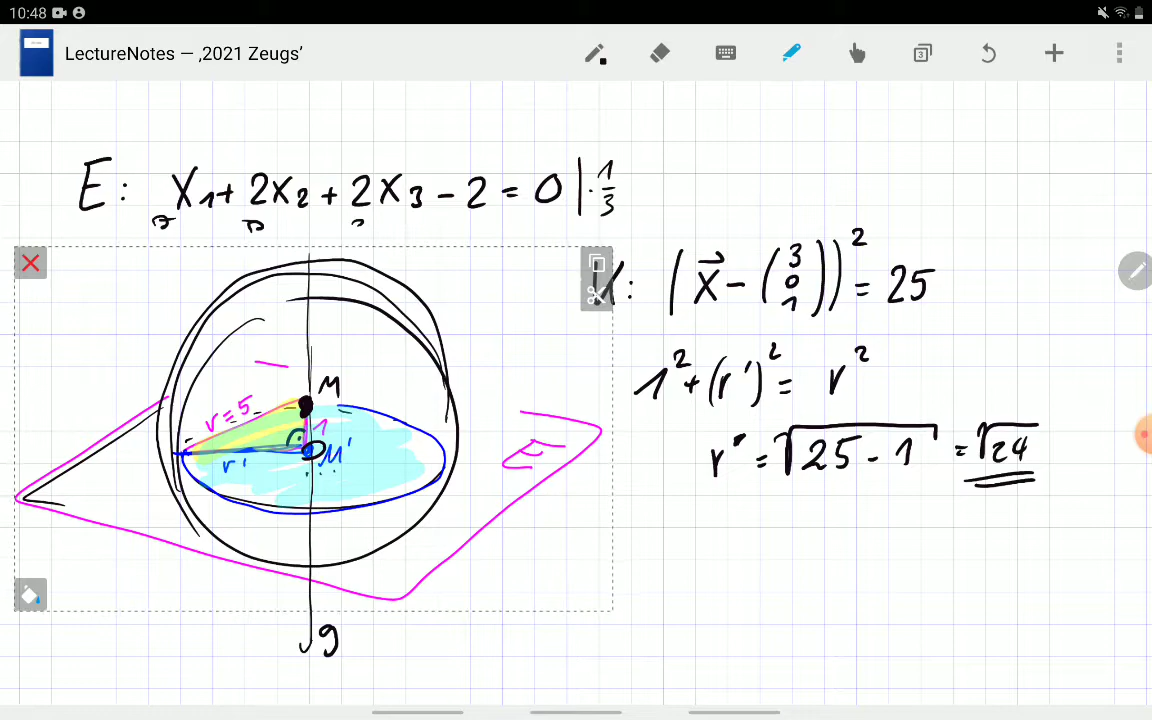 10:48
LectureNotes — ‚2021 Zeugs‘
3
E: X₁ + 2X₂ + 2X₃ − 2 = 0 | · 1/3
K: (X⃗ − (3 0 1))² = 25
1² + (r')² = r²
r' = √25 − 1 = √24
M
r = 5
1
r'
M'
E
g